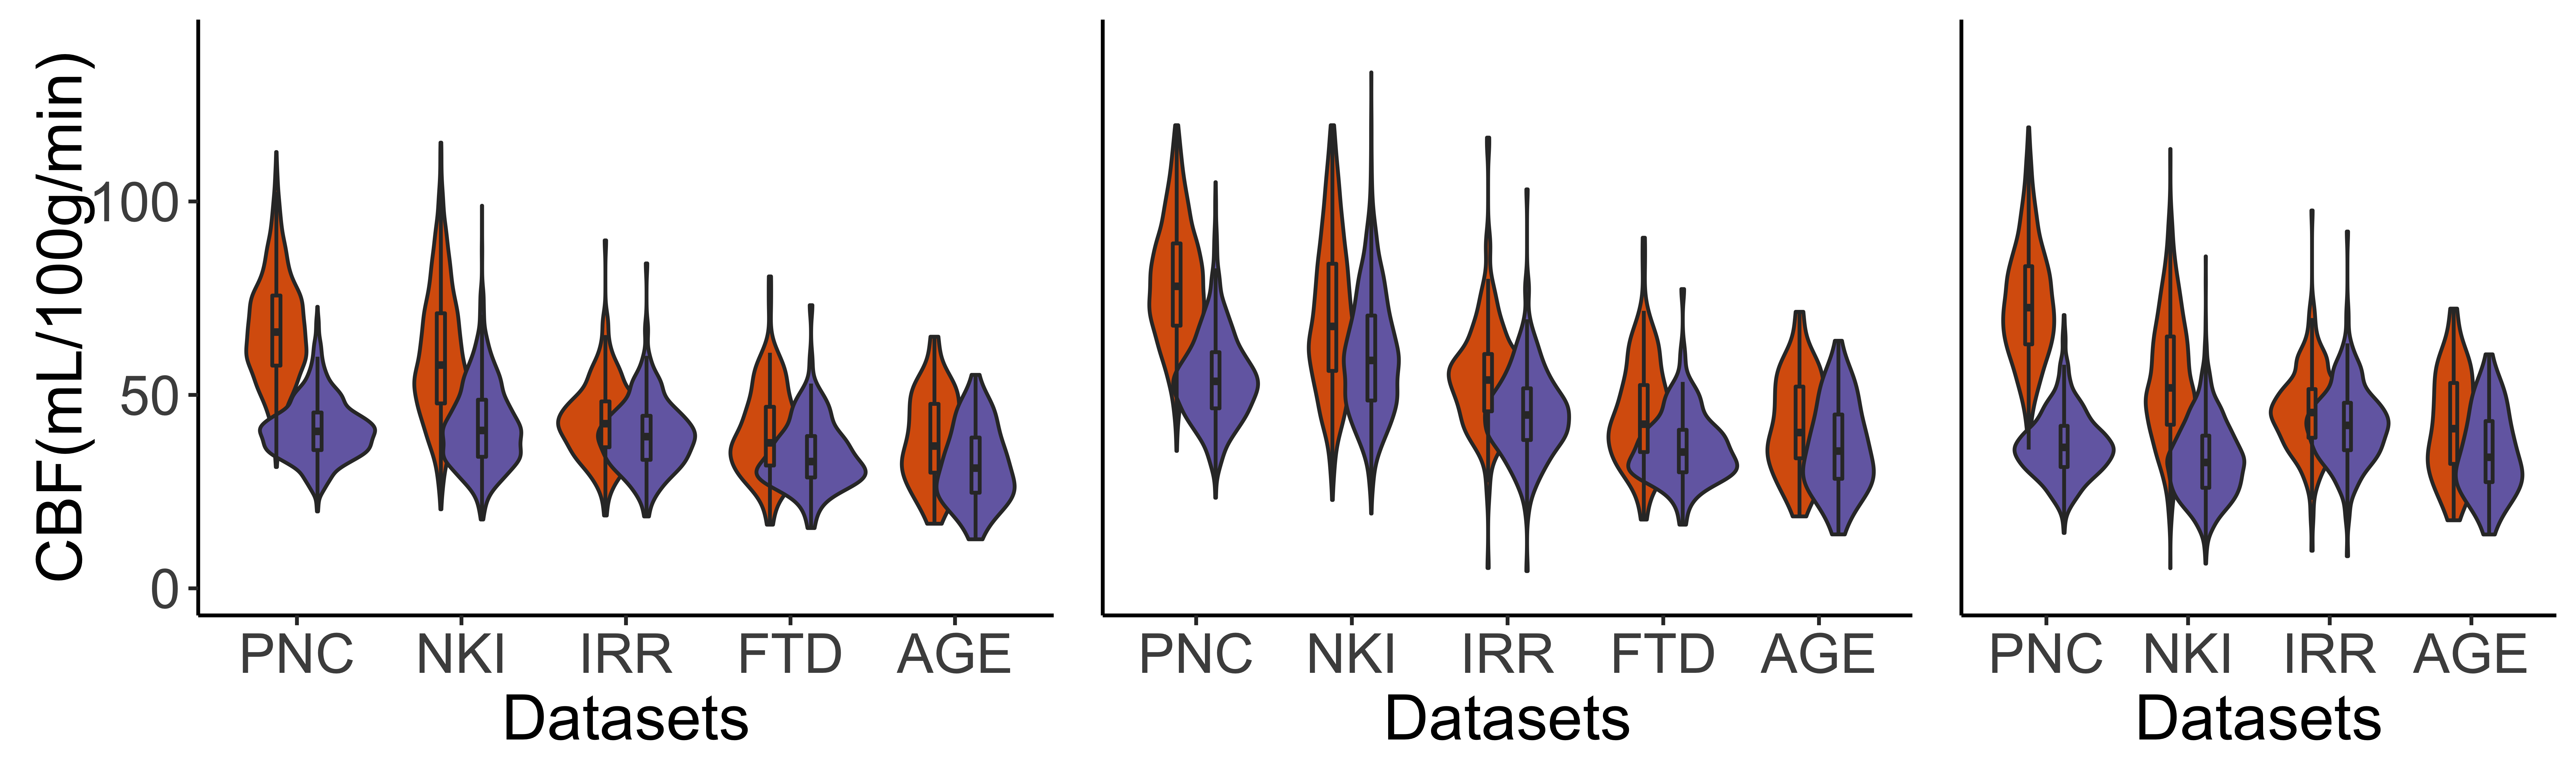 CBF(mL/100g/min)
100
50
0
PNC NKI IRR FTD AGE
Datasets
PNC NKI IRR FTD AGE
Datasets
PNC NKI IRR AGE
Datasets